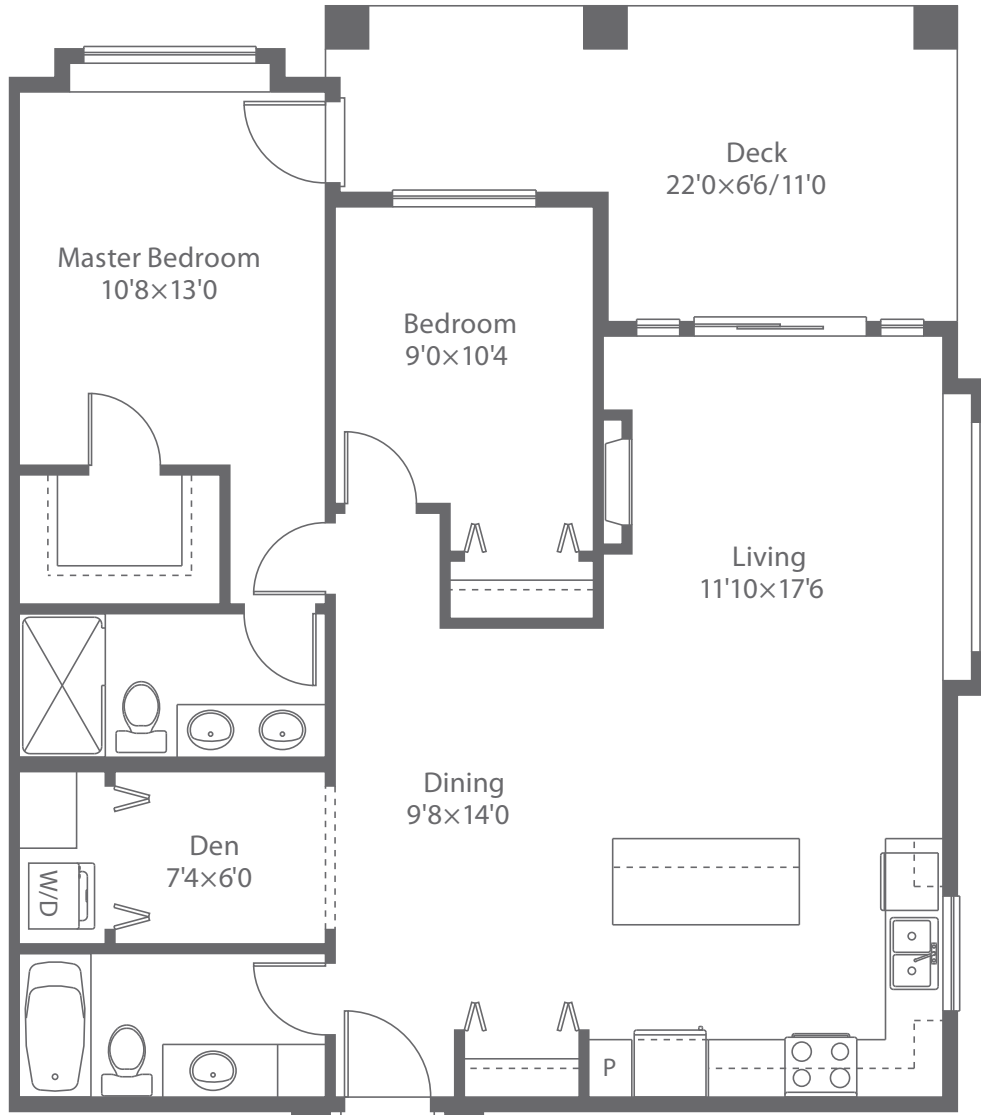 Deck
22'0×6'6/11'0
Master Bedroom
10'8×13'0
Bedroom
9'0×10'4
Living
11'10×17'6
Dining
9'8×14'0
Den
7'4×6'0
W/D
P